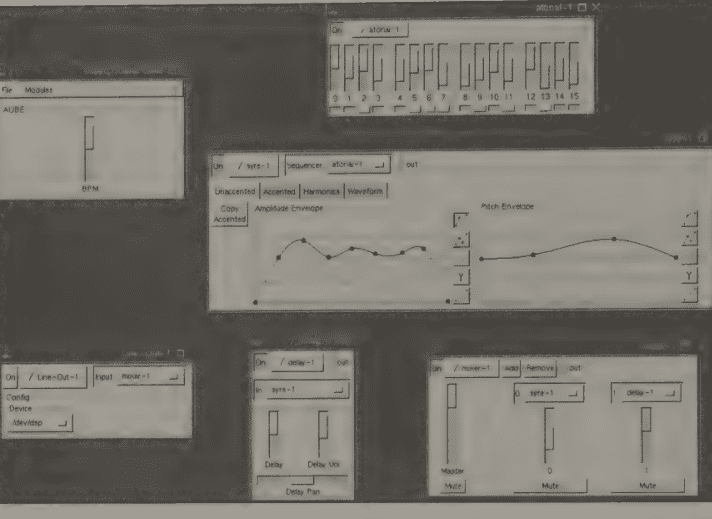 atonal-1
On / atonal-1
0 1 2 3 4 5 6 7 8 9 10 11 12 13 14 15
File Modules
AUBE
BPM
On / syre-1 Sequencer atonal-1 out
Unaccented Accented Harmonics Waveform
Copy Accented
Amplitude Envelope
Pitch Envelope
Y
Y
On / Line-Out-1 Input mixer-1
Config
Device
/dev/dsp
On / delay-1 out
In syre-1
Delay Delay Vol
Delay Pan
On / mixer-1 Add Remove out
0 syre-1 1 delay-1
Master 0 1
Mute Mute Mute